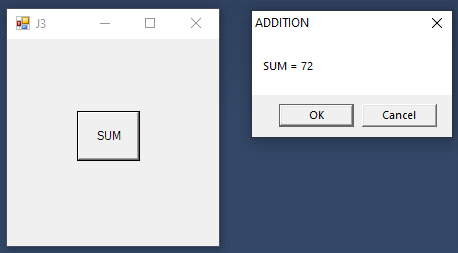 J3
SUM
ADDITION
SUM = 72
OK
Cancel